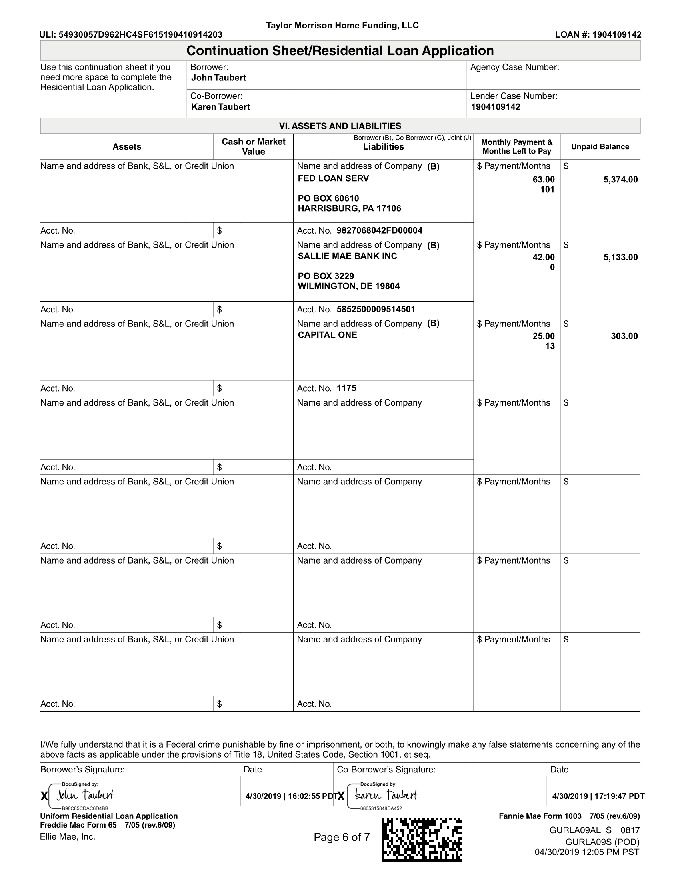 Taylor Morrison Home Funding, LLC
ULI: 54930057D962HC4SF615190410914203 LOAN #: 1904109142
Continuation Sheet/Residential Loan Application
Use this continuation sheet if you need more space to complete the Residential Loan Application.
Borrower:
John Taubert
Agency Case Number:
Co-Borrower:
Karen Taubert
Lender Case Number:
1904109142
VI. ASSETS AND LIABILITIES
Assets
Cash or Market Value
Borrower (B), Co Borrower (C), Joint (J)
Liabilities
Monthly Payment & Months Left to Pay
Unpaid Balance
Name and address of Bank, S&L, or Credit Union
Name and address of Company (B)
$ Payment/Months $
FED LOAN SERV 63.00 5,374.00
101
PO BOX 60610
HARRISBURG, PA 17106
Acct. No. $ Acct. No. 9827068042FD00004
Name and address of Bank, S&L, or Credit Union
Name and address of Company (B)
$ Payment/Months $
SALLIE MAE BANK INC 42.00 5,133.00
0
PO BOX 3229
WILMINGTON, DE 19804
Acct. No. $ Acct. No. 5852500009514501
Name and address of Bank, S&L, or Credit Union
Name and address of Company (B)
$ Payment/Months $
CAPITAL ONE 25.00 303.00
13
Acct. No. $ Acct. No. 1175
Name and address of Bank, S&L, or Credit Union Name and address of Company $ Payment/Months $
Acct. No. $ Acct. No.
Name and address of Bank, S&L, or Credit Union Name and address of Company $ Payment/Months $
Acct. No. $ Acct. No.
Name and address of Bank, S&L, or Credit Union Name and address of Company $ Payment/Months $
Acct. No. $ Acct. No.
Name and address of Bank, S&L, or Credit Union Name and address of Company $ Payment/Months $
Acct. No. $ Acct. No.
I/We fully understand that it is a Federal crime punishable by fine or imprisonment, or both, to knowingly make any false statements concerning any of the
above facts as applicable under the provisions of Title 18, United States Code, Section 1001, et seq.
Borrower's Signature: Date Co Borrower's Signature: Date
DocuSigned by: DocuSigned by
X John Taubert 4/30/2019 | 16:02:55 PDT X karen Taubert 4/30/2019 | 17:19:47 PDT
Uniform Residential Loan Application
Freddie Mac Form 65 7/05 (rev.6/09)
Fannie Mae Form 1003 7/05 (rev.6/09)
Ellie Mae, Inc.
Page 6 of 7
GURLA09AL S 0817
GURLA09S (POD)
04/30/2019 12:05 PM PST